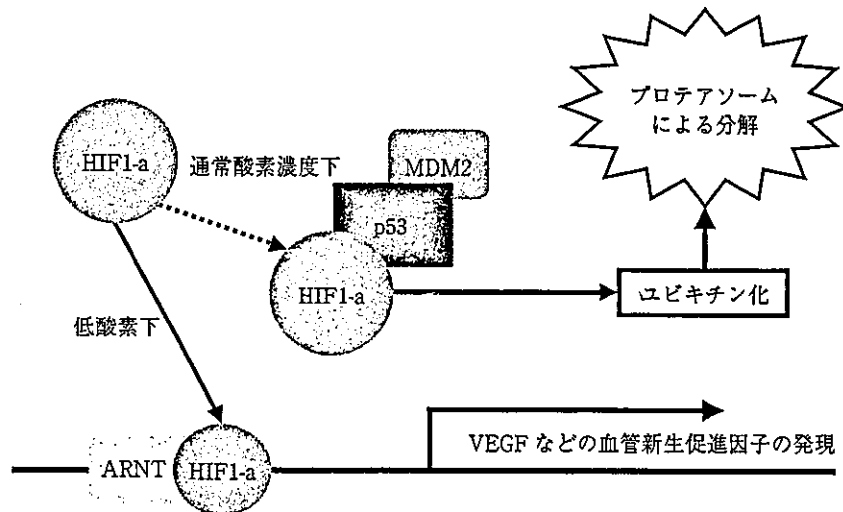 プロテアソーム
による分解
HIF1-a
通常酸素濃度下
MDM2
p53
HIF1-a
ユビキチン化
低酸素下
VEGF などの血管新生促進因子の発現
ARNT
HIF1-a